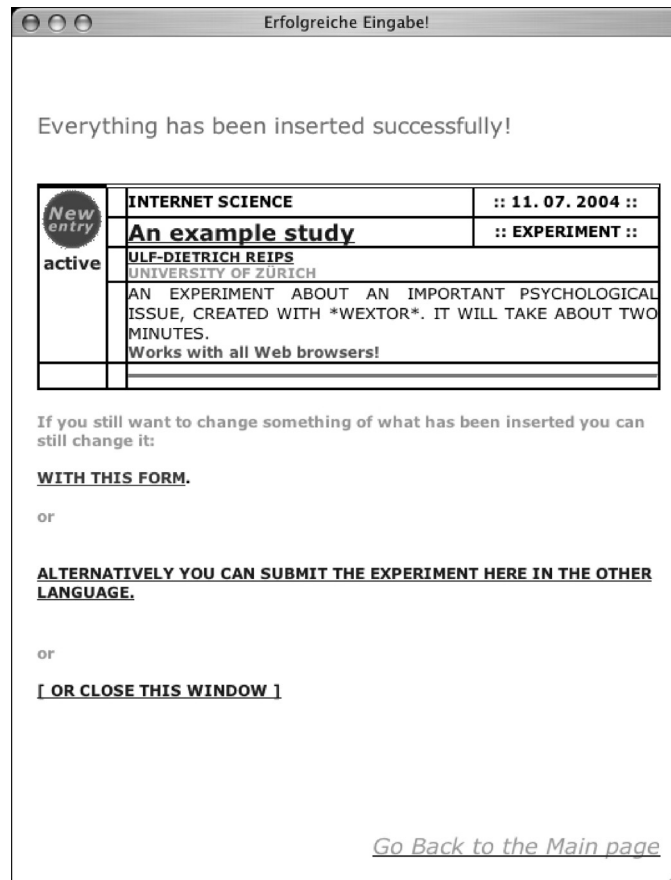 Erfolgreiche Eingabe!
Everything has been inserted successfully!
New
entry
active
INTERNET SCIENCE
:: 11. 07. 2004 ::
An example study
:: EXPERIMENT ::
ULF-DIETRICH REIPS
UNIVERSITY OF ZÜRICH
AN EXPERIMENT ABOUT AN IMPORTANT PSYCHOLOGICAL
ISSUE, CREATED WITH *WEXTOR*. IT WILL TAKE ABOUT TWO
MINUTES.
Works with all Web browsers!
If you still want to change something of what has been inserted you can
still change it:
WITH THIS FORM.
or
ALTERNATIVELY YOU CAN SUBMIT THE EXPERIMENT HERE IN THE OTHER
LANGUAGE.
or
[ OR CLOSE THIS WINDOW ]
Go Back to the Main page